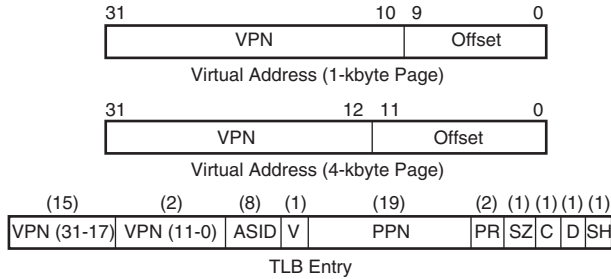 31 10 9 0
VPN Offset
Virtual Address (1-kbyte Page)
31 12 11 0
VPN Offset
Virtual Address (4-kbyte Page)
(15) (2) (8) (1) (19) (2) (1) (1) (1) (1)
VPN (31-17) VPN (11-0) ASID V PPN PR SZ C D SH
TLB Entry